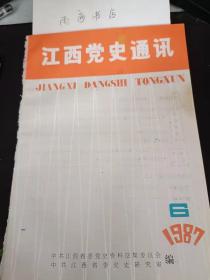 南海书店
江西党史通讯
JIANGXI DANGSHI TONGXUN
6
1987
中共江西省委党史资料征集委员会
中共江西省委党史研究室
编